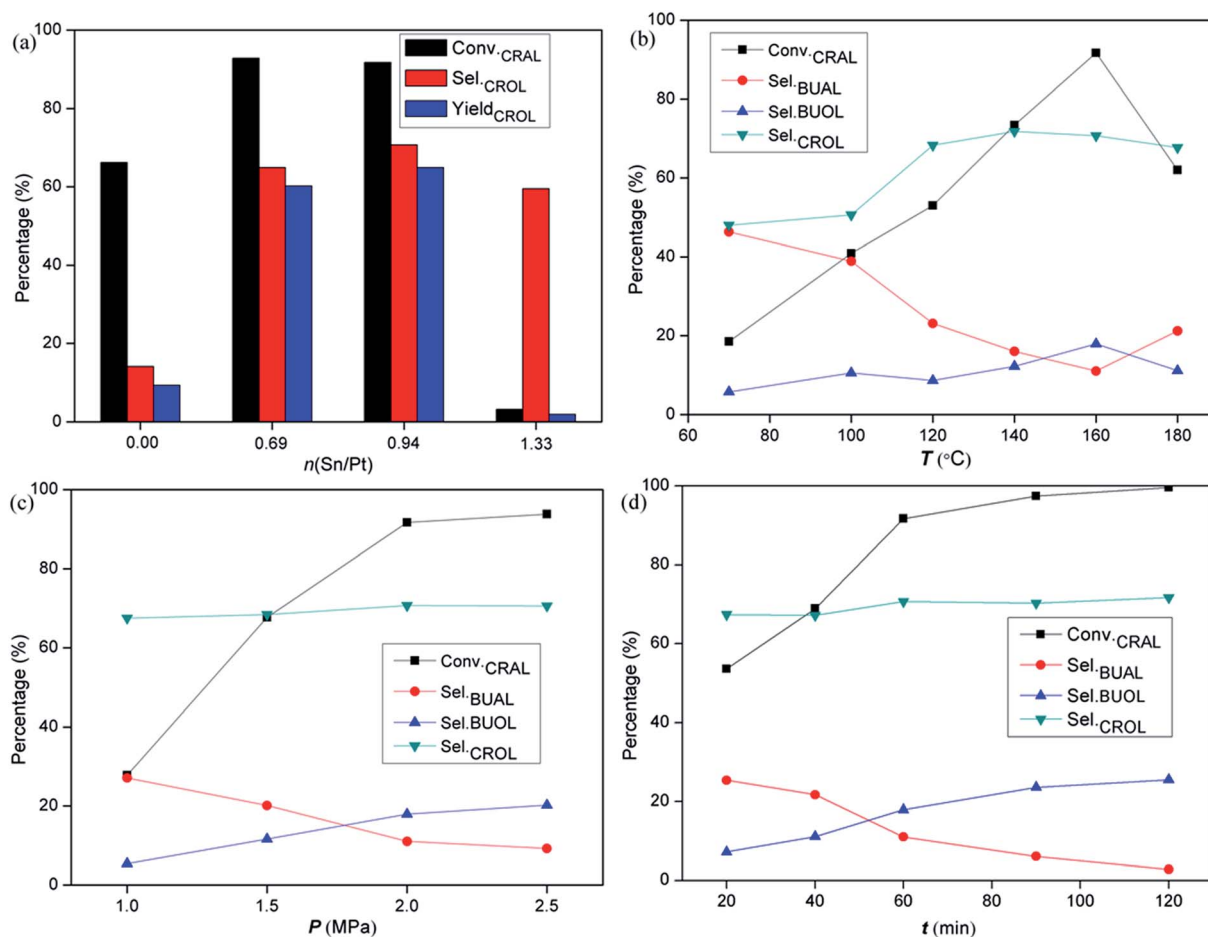 (a)
Conv.CRAL
Sel.CROL
YieldCROL
Percentage (%)
100
80
60
40
20
0
0.00 0.69 0.94 1.33
n(Sn/Pt)
(b)
Conv.CRAL
Sel.BUAL
Sel.BUOL
Sel.CROL
Percentage (%)
100
80
60
40
20
0
60 80 100 120 140 160 180
T (°C)
(c)
Conv.CRAL
Sel.BUAL
Sel.BUOL
Sel.CROL
Percentage (%)
100
80
60
40
20
0
1.0 1.5 2.0 2.5
P (MPa)
(d)
Conv.CRAL
Sel.BUAL
Sel.BUOL
Sel.CROL
Percentage (%)
100
80
60
40
20
0
20 40 60 80 100 120
t (min)